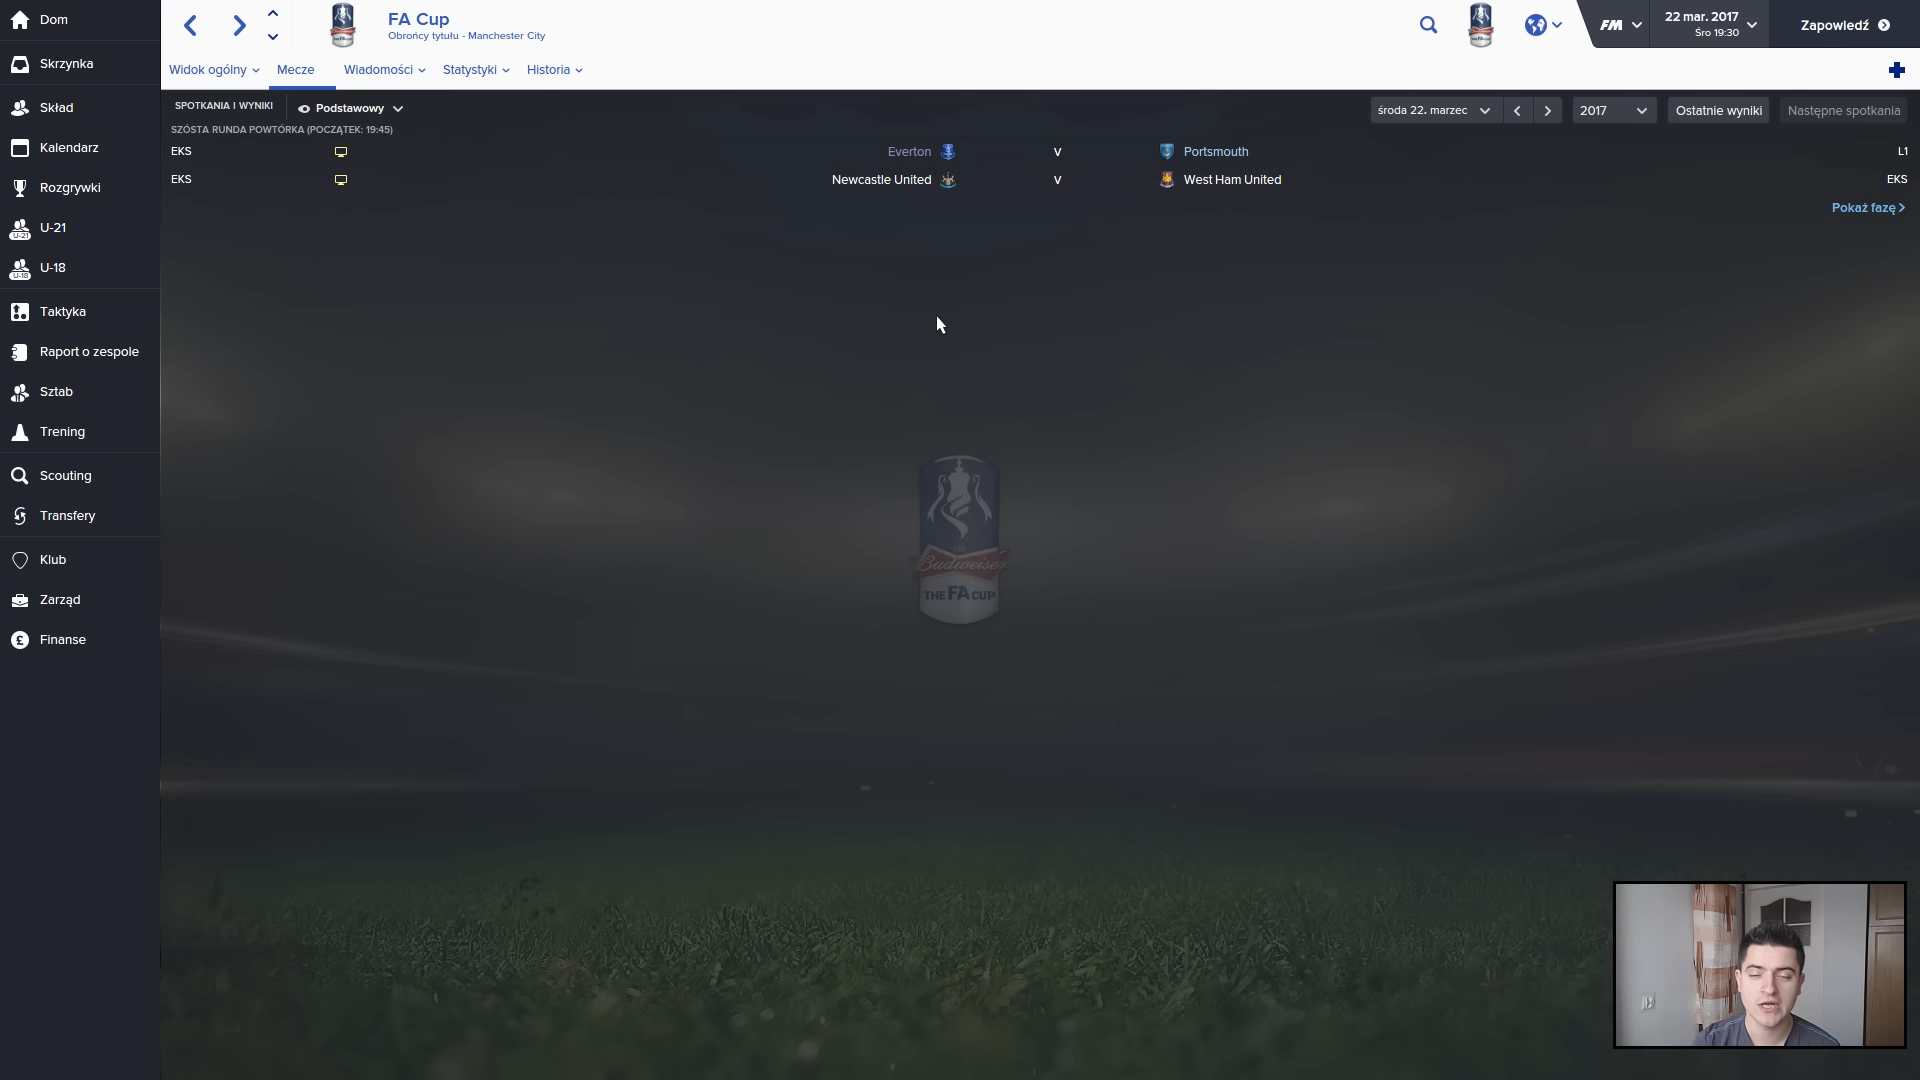 Dom
Skrzynka
Skład
Kalendarz
Rozgrywki
U-21
U-18
Taktyka
Raport o zespole
Sztab
Trening
Scouting
Transfery
Klub
Zarząd
Finanse
FA Cup
Obrońcy tytułu - Manchester City
FM
22 mar. 2017
Śro 19:30
Zapowiedź
Widok ogólny
Mecze
Wiadomości
Statystyki
Historia
SPOTKANIA I WYNIKI
Podstawowy
środa 22. marzec
2017
Ostatnie wyniki
Następne spotkania
SZÓSTA RUNDA POWTÓRKA (POCZĄTEK: 19:45)
EKS Everton v Portsmouth L1
EKS Newcastle United v West Ham United EKS
Pokaż fazę
Budweiser
THE FA CUP